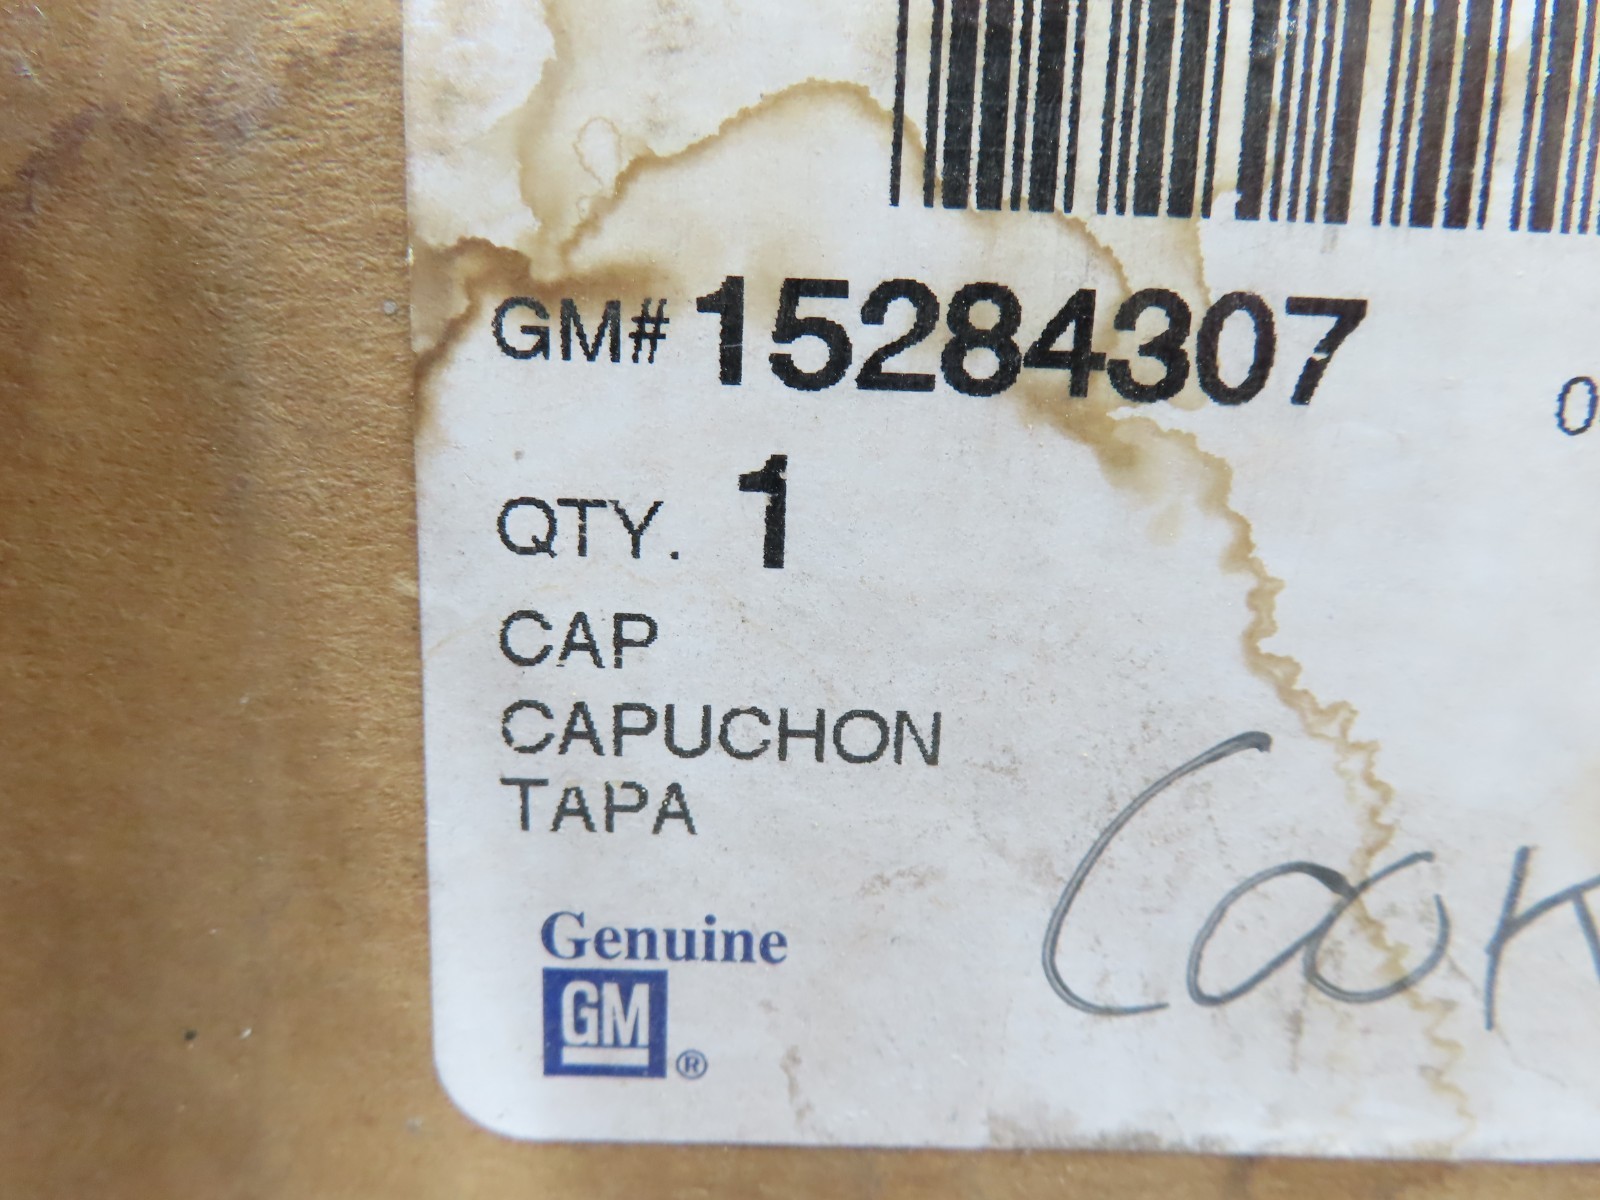 GM# 15284307
QTY. 1
CAP
CAPUCHON
TAPA
Genuine
GM ®